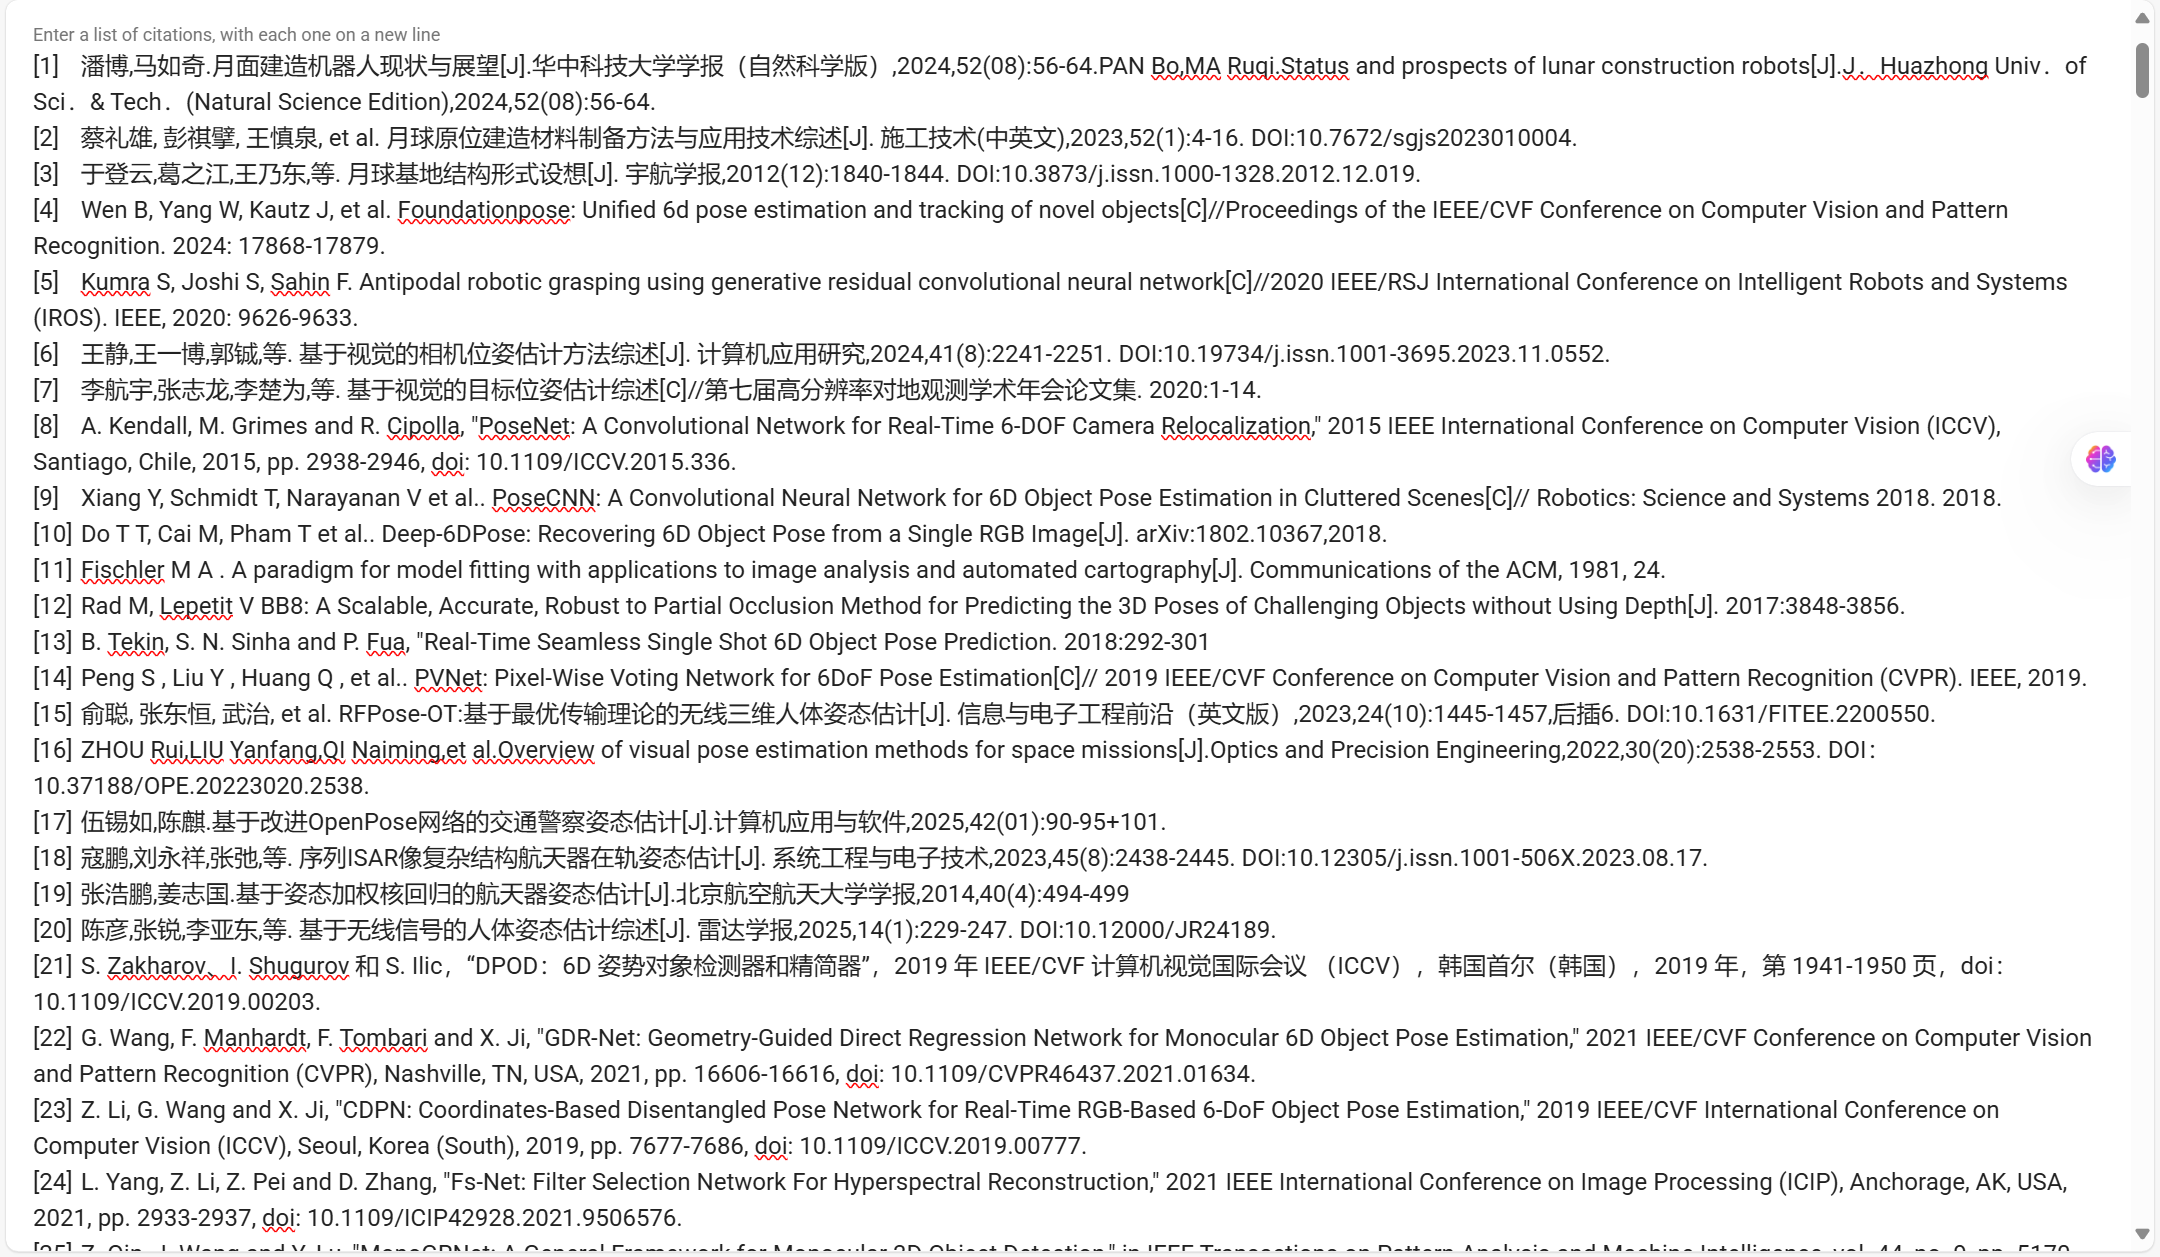 Enter a list of citations, with each one on a new line
[1] 潘博,马如奇.月面建造机器人现状与展望[J].华中科技大学学报（自然科学版）,2024,52(08):56-64.PAN Bo,MA Ruqi.Status and prospects of lunar construction robots[J].J．Huazhong Univ．of
Sci．& Tech．(Natural Science Edition),2024,52(08):56-64.
[2] 蔡礼雄, 彭祺擘, 王慎泉, et al. 月球原位建造材料制备方法与应用技术综述[J]. 施工技术(中英文),2023,52(1):4-16. DOI:10.7672/sgjs2023010004.
[3] 于登云,葛之江,王乃东,等. 月球基地结构形式设想[J]. 宇航学报,2012(12):1840-1844. DOI:10.3873/j.issn.1000-1328.2012.12.019.
[4] Wen B, Yang W, Kautz J, et al. Foundationpose: Unified 6d pose estimation and tracking of novel objects[C]//Proceedings of the IEEE/CVF Conference on Computer Vision and Pattern
Recognition. 2024: 17868-17879.
[5] Kumra S, Joshi S, Sahin F. Antipodal robotic grasping using generative residual convolutional neural network[C]//2020 IEEE/RSJ International Conference on Intelligent Robots and Systems
(IROS). IEEE, 2020: 9626-9633.
[6] 王静,王一博,郭铖,等. 基于视觉的相机位姿估计方法综述[J]. 计算机应用研究,2024,41(8):2241-2251. DOI:10.19734/j.issn.1001-3695.2023.11.0552.
[7] 李航宇,张志龙,李楚为,等. 基于视觉的目标位姿估计综述[C]//第七届高分辨率对地观测学术年会论文集. 2020:1-14.
[8] A. Kendall, M. Grimes and R. Cipolla, "PoseNet: A Convolutional Network for Real-Time 6-DOF Camera Relocalization," 2015 IEEE International Conference on Computer Vision (ICCV),
Santiago, Chile, 2015, pp. 2938-2946, doi: 10.1109/ICCV.2015.336.
[9] Xiang Y, Schmidt T, Narayanan V et al.. PoseCNN: A Convolutional Neural Network for 6D Object Pose Estimation in Cluttered Scenes[C]// Robotics: Science and Systems 2018. 2018.
[10] Do T T, Cai M, Pham T et al.. Deep-6DPose: Recovering 6D Object Pose from a Single RGB Image[J]. arXiv:1802.10367,2018.
[11] Fischler M A . A paradigm for model fitting with applications to image analysis and automated cartography[J]. Communications of the ACM, 1981, 24.
[12] Rad M, Lepetit V BB8: A Scalable, Accurate, Robust to Partial Occlusion Method for Predicting the 3D Poses of Challenging Objects without Using Depth[J]. 2017:3848-3856.
[13] B. Tekin, S. N. Sinha and P. Fua, "Real-Time Seamless Single Shot 6D Object Pose Prediction. 2018:292-301
[14] Peng S , Liu Y , Huang Q , et al.. PVNet: Pixel-Wise Voting Network for 6DoF Pose Estimation[C]// 2019 IEEE/CVF Conference on Computer Vision and Pattern Recognition (CVPR). IEEE, 2019.
[15] 俞聪, 张东恒, 武治, et al. RFPose-OT:基于最优传输理论的无线三维人体姿态估计[J]. 信息与电子工程前沿（英文版）,2023,24(10):1445-1457,后插6. DOI:10.1631/FITEE.2200550.
[16] ZHOU Rui,LIU Yanfang,QI Naiming,et al.Overview of visual pose estimation methods for space missions[J].Optics and Precision Engineering,2022,30(20):2538-2553. DOI：
10.37188/OPE.20223020.2538.
[17] 伍锡如,陈麒.基于改进OpenPose网络的交通警察姿态估计[J].计算机应用与软件,2025,42(01):90-95+101.
[18] 寇鹏,刘永祥,张弛,等. 序列ISAR像复杂结构航天器在轨姿态估计[J]. 系统工程与电子技术,2023,45(8):2438-2445. DOI:10.12305/j.issn.1001-506X.2023.08.17.
[19] 张浩鹏,姜志国.基于姿态加权核回归的航天器姿态估计[J].北京航空航天大学学报,2014,40(4):494-499
[20] 陈彦,张锐,李亚东,等. 基于无线信号的人体姿态估计综述[J]. 雷达学报,2025,14(1):229-247. DOI:10.12000/JR24189.
[21] S. Zakharov、I. Shugurov 和 S. Ilic，“DPOD：6D 姿势对象检测器和精简器”，2019 年 IEEE/CVF 计算机视觉国际会议 （ICCV），韩国首尔（韩国），2019 年，第 1941-1950 页，doi：
10.1109/ICCV.2019.00203.
[22] G. Wang, F. Manhardt, F. Tombari and X. Ji, "GDR-Net: Geometry-Guided Direct Regression Network for Monocular 6D Object Pose Estimation," 2021 IEEE/CVF Conference on Computer Vision
and Pattern Recognition (CVPR), Nashville, TN, USA, 2021, pp. 16606-16616, doi: 10.1109/CVPR46437.2021.01634.
[23] Z. Li, G. Wang and X. Ji, "CDPN: Coordinates-Based Disentangled Pose Network for Real-Time RGB-Based 6-DoF Object Pose Estimation," 2019 IEEE/CVF International Conference on
Computer Vision (ICCV), Seoul, Korea (South), 2019, pp. 7677-7686, doi: 10.1109/ICCV.2019.00777.
[24] L. Yang, Z. Li, Z. Pei and D. Zhang, "Fs-Net: Filter Selection Network For Hyperspectral Reconstruction," 2021 IEEE International Conference on Image Processing (ICIP), Anchorage, AK, USA,
2021, pp. 2933-2937, doi: 10.1109/ICIP42928.2021.9506576.
[25] Z. Qin, J. Wang and Y. Lu, "MonoGRNet: A General Framework for Monocular 3D Object Detection," in IEEE Transactions on Pattern Analysis and Machine Intelligence, vol. 44, no. 9, pp. 5170-